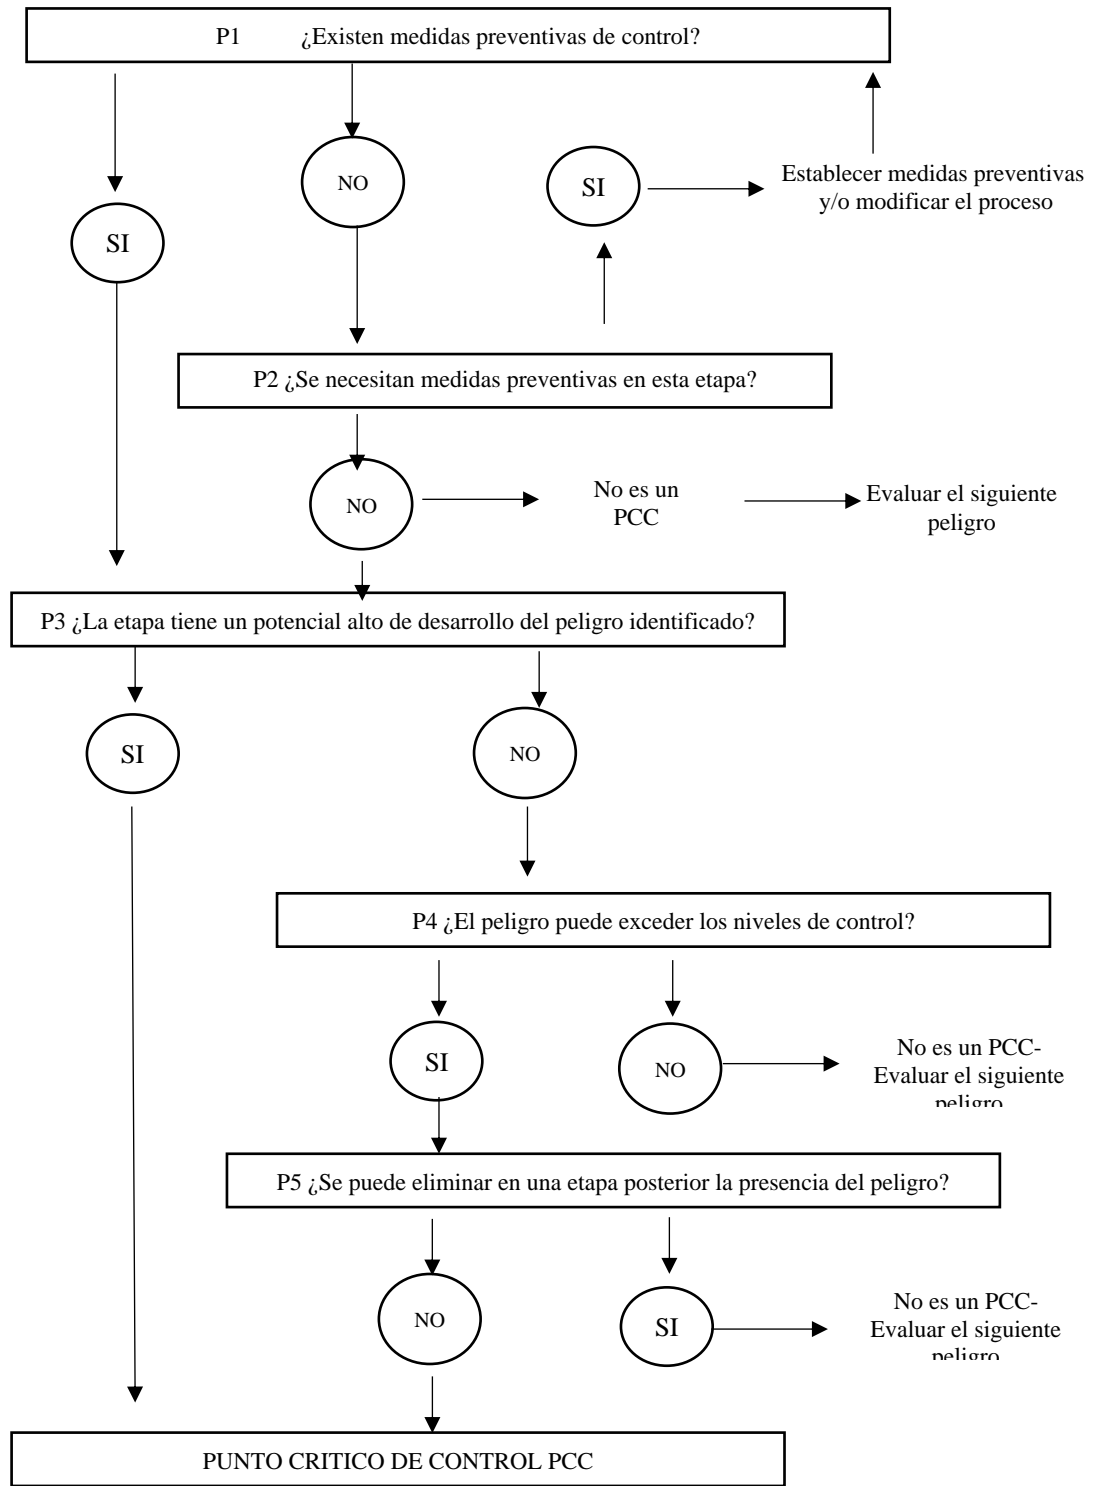 P1 ¿Existen medidas preventivas de control?
NO
SI
Establecer medidas preventivas
y/o modificar el proceso
SI
P2 ¿Se necesitan medidas preventivas en esta etapa?
NO
No es un
PCC
Evaluar el siguiente
peligro
P3 ¿La etapa tiene un potencial alto de desarrollo del peligro identificado?
SI
NO
P4 ¿El peligro puede exceder los niveles de control?
SI
NO
No es un PCC-
Evaluar el siguiente
peligro
P5 ¿Se puede eliminar en una etapa posterior la presencia del peligro?
NO
SI
No es un PCC-
Evaluar el siguiente
peligro
PUNTO CRITICO DE CONTROL PCC